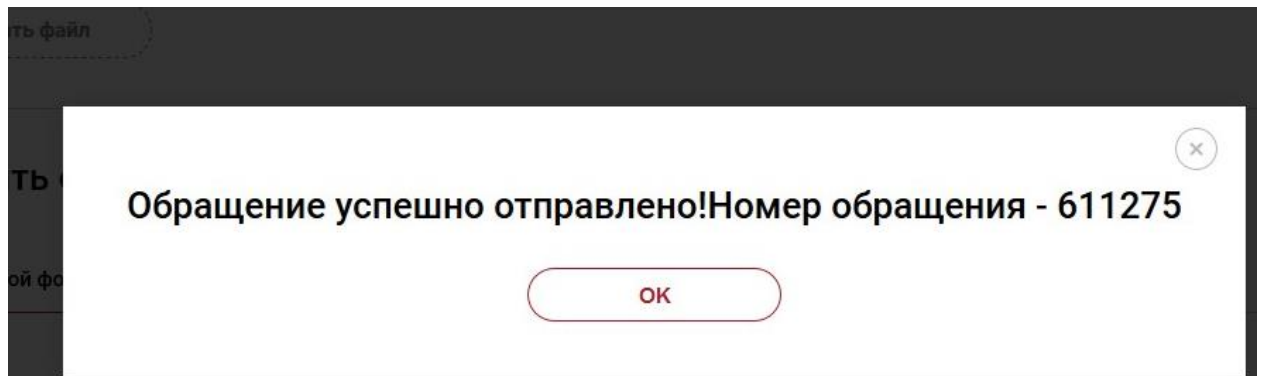 ть файл
ть
Обращение успешно отправлено!Номер обращения - 611275
ой фо
ОК